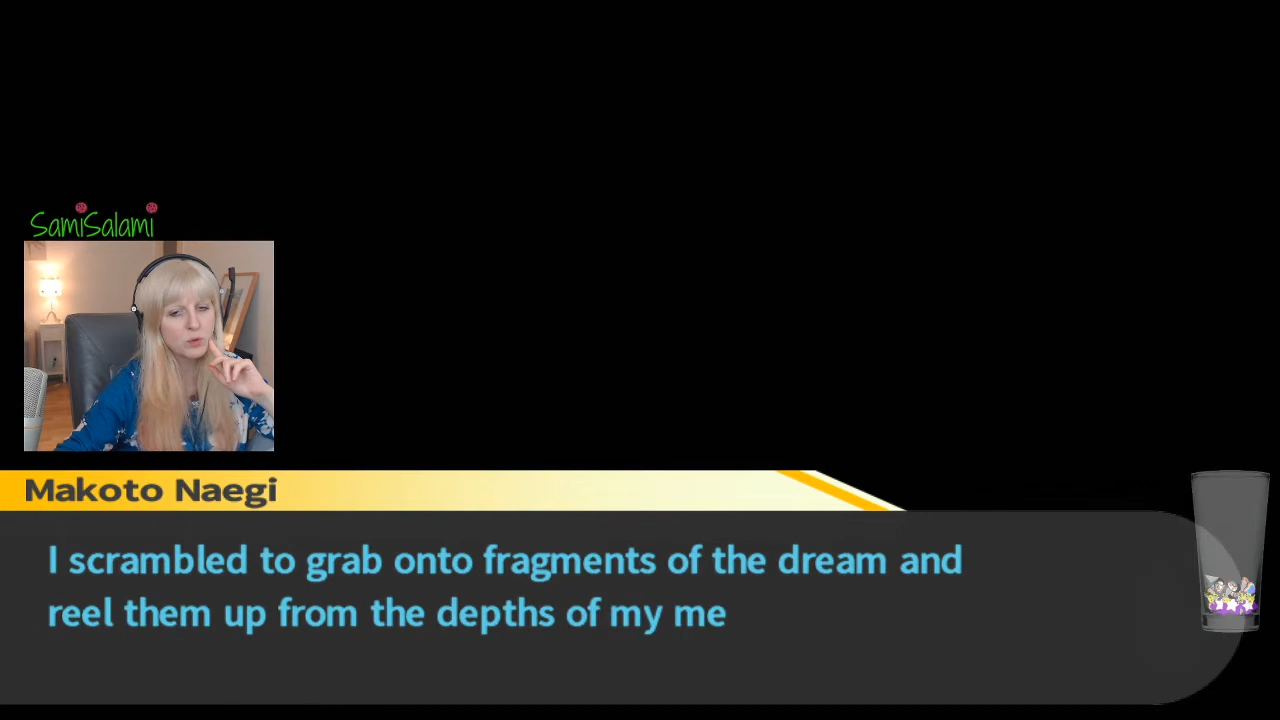 SamiSalami
Makoto Naegi
I scrambled to grab onto fragments of the dream and
reel them up from the depths of my me